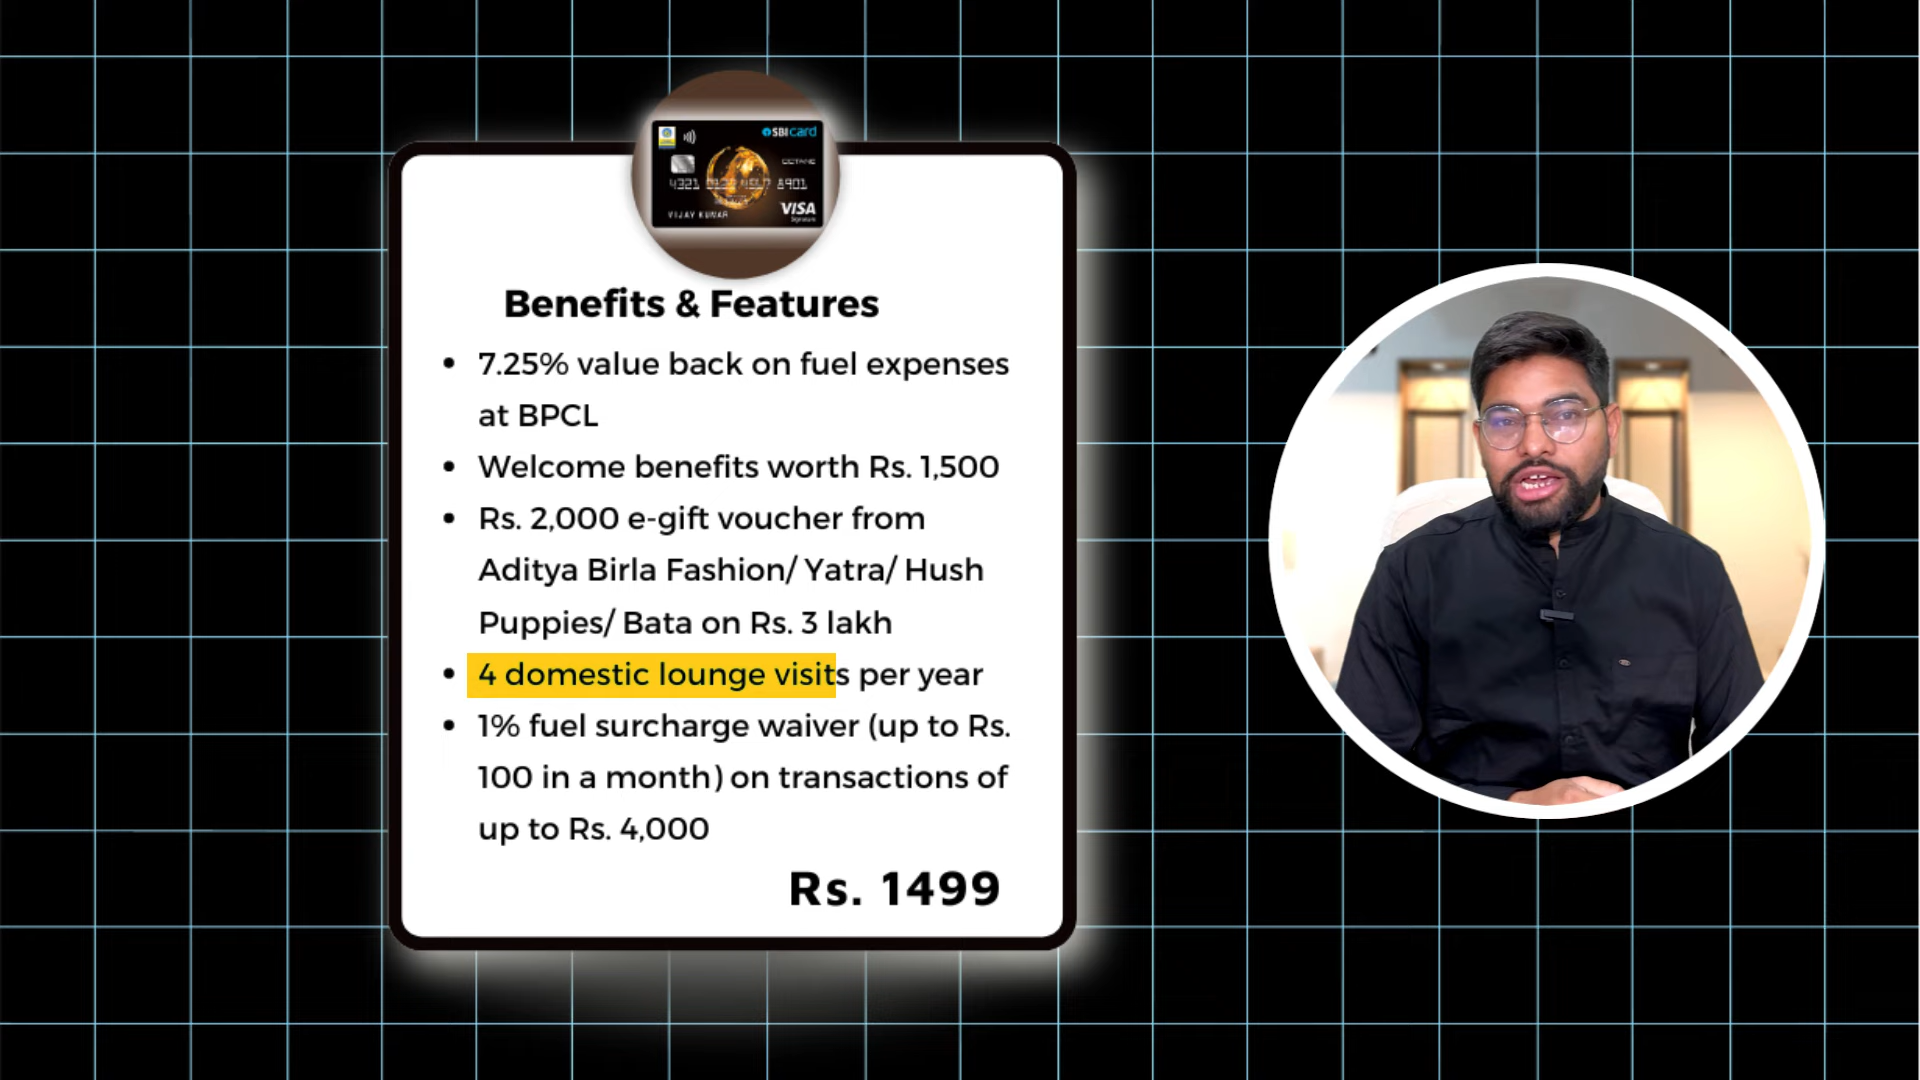 SBI card
OCTANE
VIJAY KUMAR
VISA
Signature
Benefits & Features
• 7.25% value back on fuel expenses
at BPCL
• Welcome benefits worth Rs. 1,500
• Rs. 2,000 e-gift voucher from
Aditya Birla Fashion/ Yatra/ Hush
Puppies/ Bata on Rs. 3 lakh
• 4 domestic lounge visits per year
• 1% fuel surcharge waiver (up to Rs.
100 in a month) on transactions of
up to Rs. 4,000
Rs. 1499